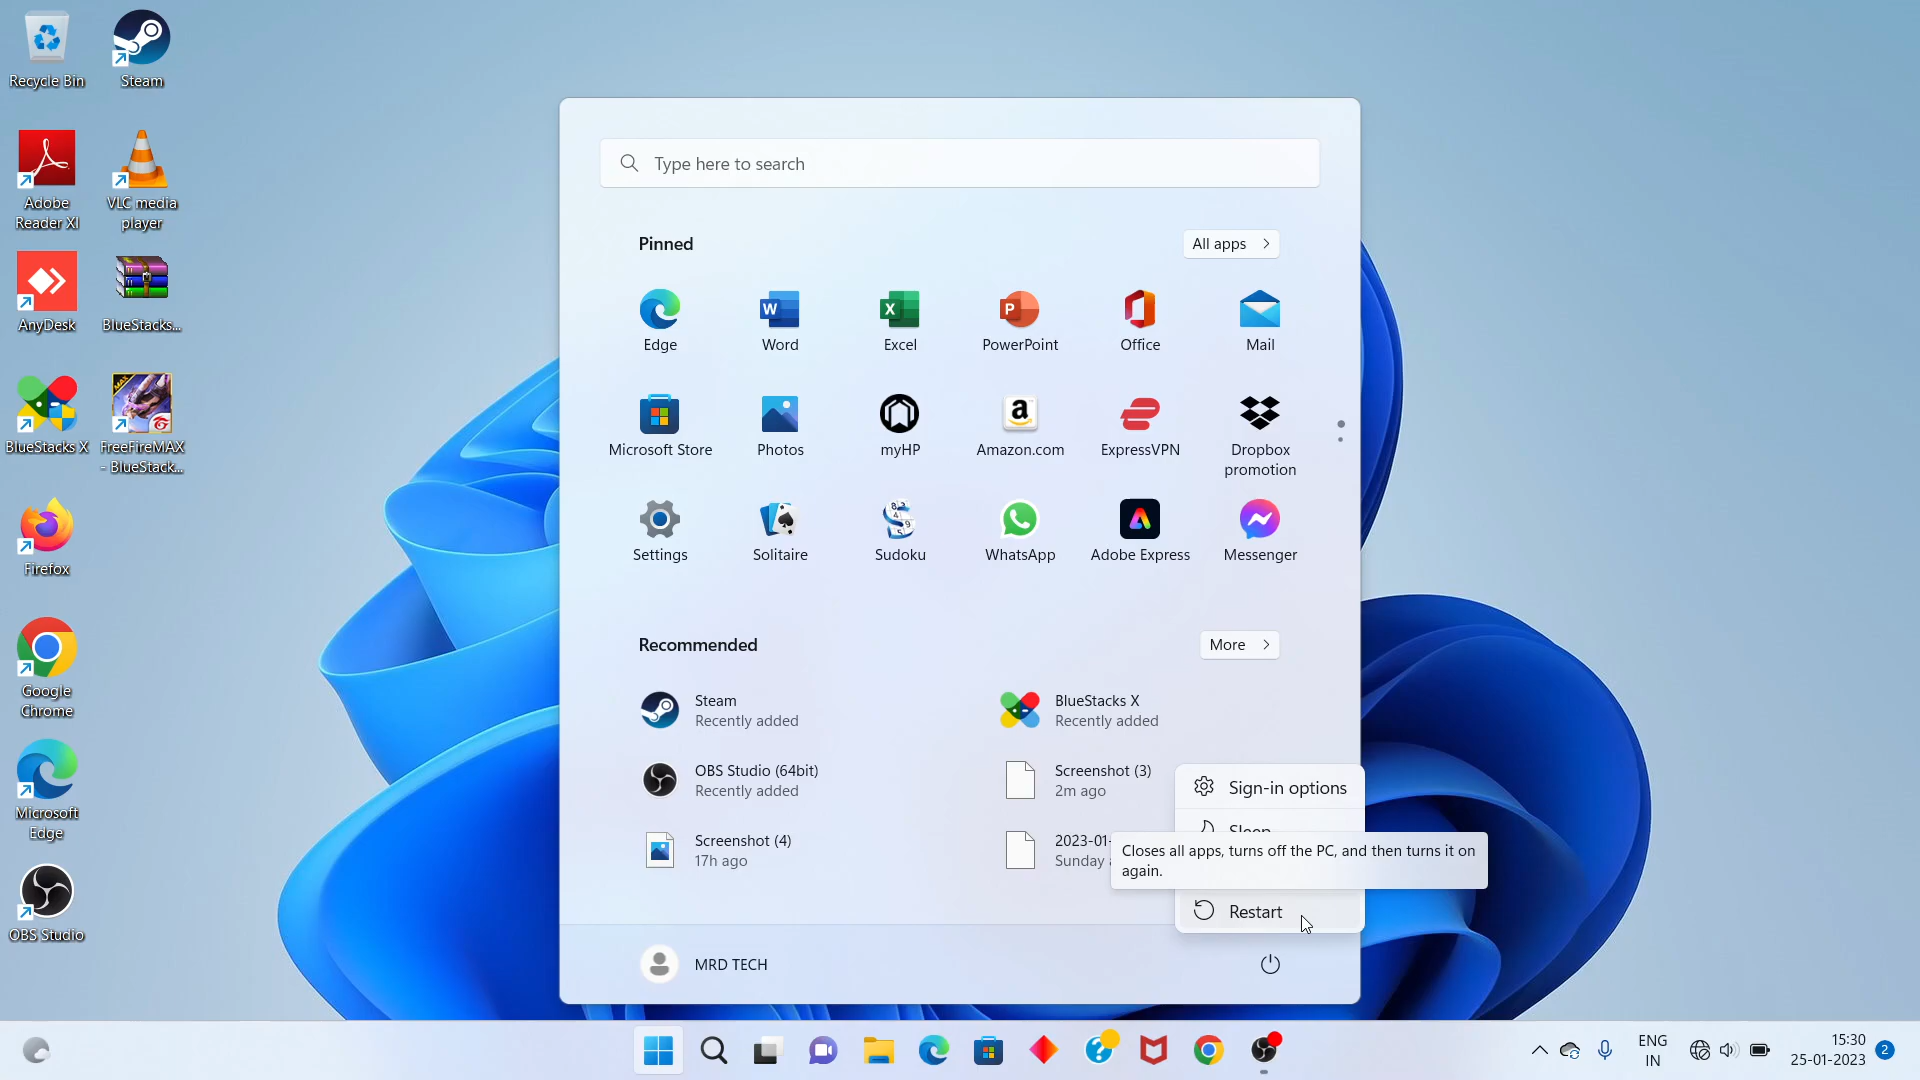 Recycle Bin
Steam
Adobe
Reader XI
VLC media
player
AnyDesk
BlueStacks...
BlueStacks X
FreeFireMAX
- BlueStack...
Firefox
Google
Chrome
Microsoft
Edge
OBS Studio
Type here to search
Pinned
All apps
Edge
Word
Excel
PowerPoint
Office
Mail
Microsoft Store
Photos
myHP
Amazon.com
ExpressVPN
Dropbox
promotion
Settings
Solitaire
Sudoku
WhatsApp
Adobe Express
Messenger
Recommended
More
Steam
Recently added
BlueStacks X
Recently added
OBS Studio (64bit)
Recently added
Screenshot (3)
2m ago
Screenshot (4)
17h ago
2023-01-
Sunday
Sign-in options
Sleep
Closes all apps, turns off the PC, and then turns it on
again.
Restart
MRD TECH
ENG
IN
15:30
25-01-2023
2